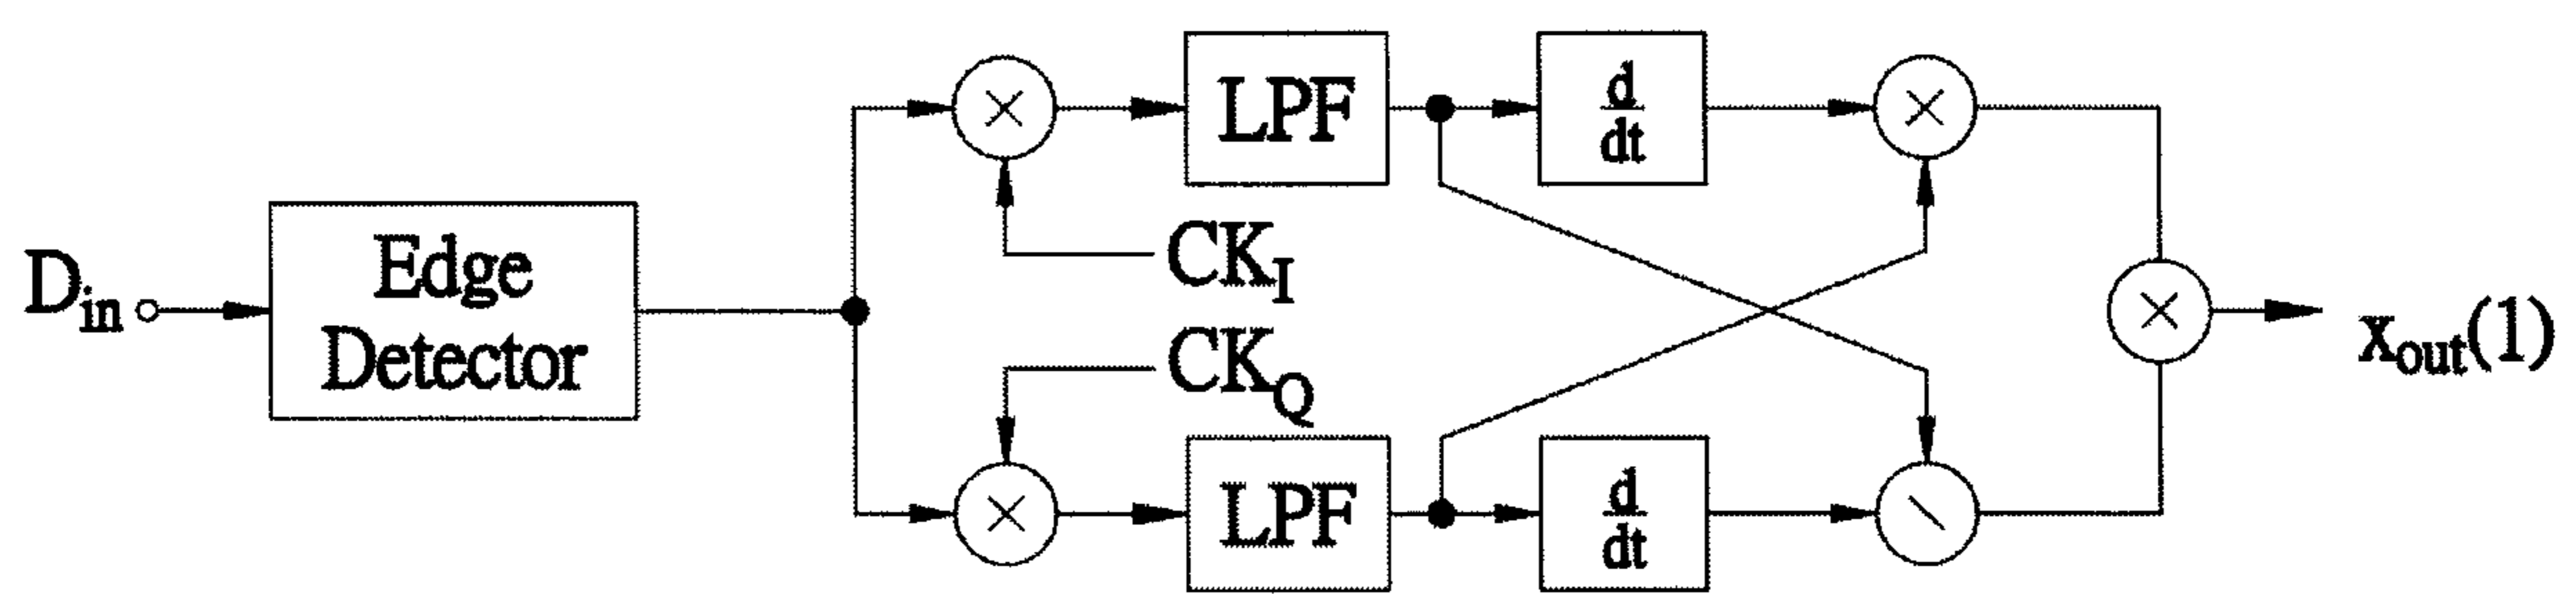 D_in
Edge
Detector
×
CK_I
CK_Q
×
LPF
LPF
d
dt
d
dt
×
\
×
x_out(1)